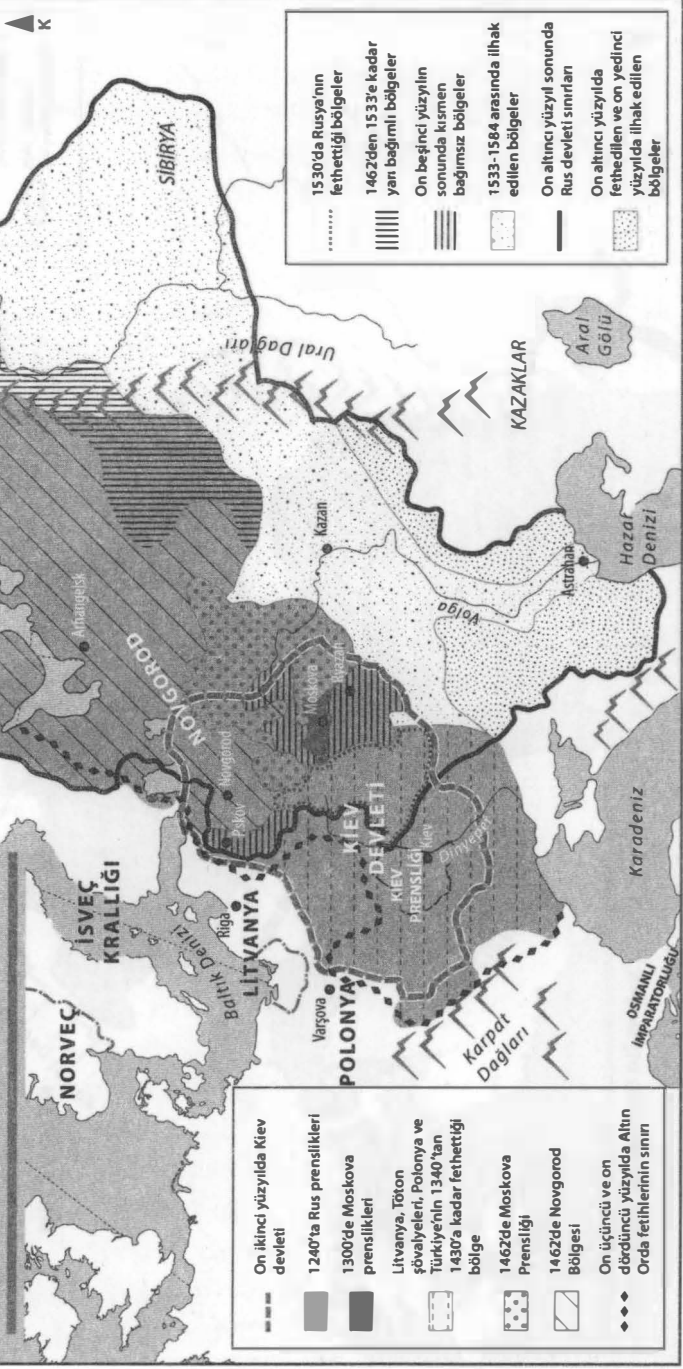 K
NORVEÇ
İSVEÇ
KRALLIĞI
Baltık Denizi
Riga
LİTVANYA
Varşova
POLONYA
Karpat
Dağları
OSMANLI
İMPARATORLUĞU
Karadeniz
Arhangelsk
NOVGOROD
Novgorod
Pskov
Moskova
Riyazan
KİEV
DEVLETİ
KİEV
PRENSLİĞİ
Kiev
Dinyeper
Kazan
Volga
Astrahan
Hazar
Denizi
Ural Dağları
SİBİRYA
KAZAKLAR
Aral
Gölü
On ikinci yüzyılda Kiev
devleti
1240'ta Rus prenslikleri
1300'de Moskova
prenslikleri
Litvanya, Töton
şövalyeleri, Polonya ve
Türkiye'nin 1340'tan
1430'a kadar fethettiği
bölge
1462'de Moskova
Prensliği
1462'de Novgorod
Bölgesi
On üçüncü ve on
dördüncü yüzyılda Altın
Orda fetihlerinin sınırı
1530'da Rusya'nın
fethettiği bölgeler
1462'den 1533'e kadar
yarı bağımlı bölgeler
On beşinci yüzyılın
sonunda kısmen
bağımsız bölgeler
1533-1584 arasında ilhak
edilen bölgeler
On altıncı yüzyıl sonunda
Rus devleti sınırları
On altıncı yüzyılda
fethedilen ve on yedinci
yüzyılda ilhak edilen
bölgeler